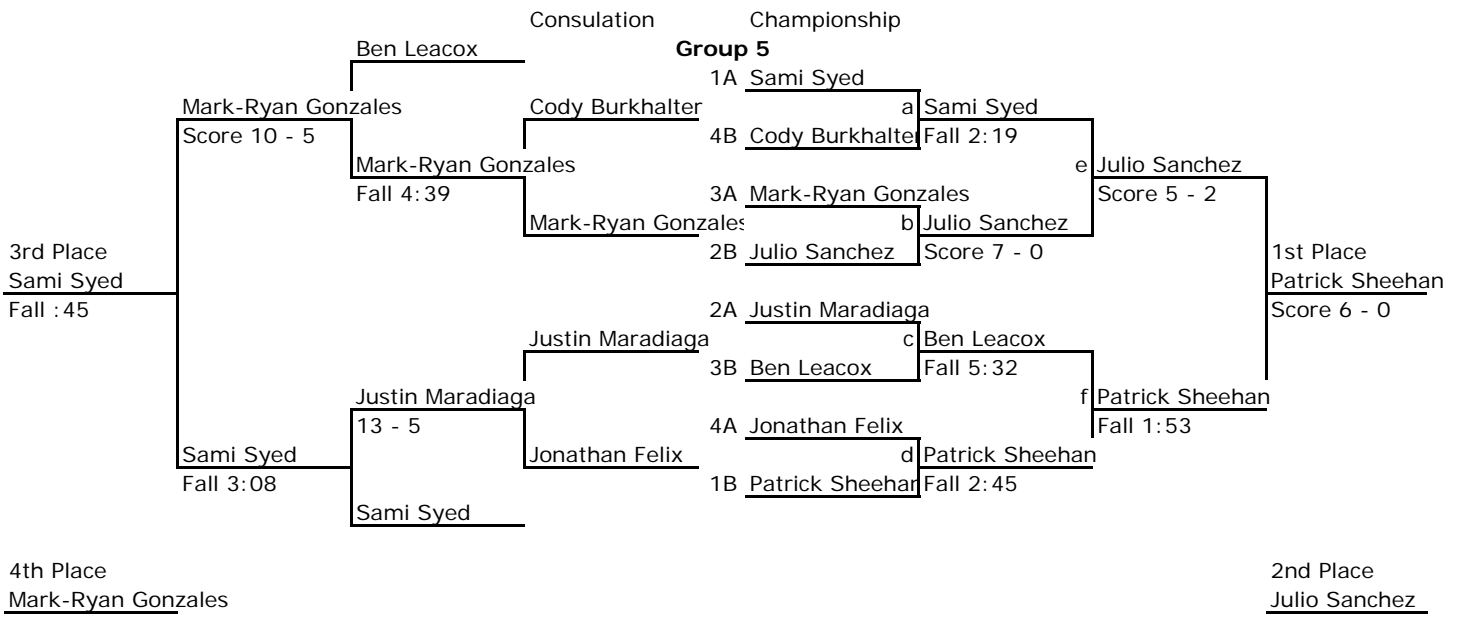 Consulation Championship
Ben Leacox Group 5
1A Sami Syed
Mark-Ryan Gonzales Cody Burkhalter a Sami Syed
Score 10 - 5 4B Cody Burkhalter Fall 2:19
Mark-Ryan Gonzales e Julio Sanchez
Fall 4:39 3A Mark-Ryan Gonzales Score 5 - 2
Mark-Ryan Gonzales b Julio Sanchez
3rd Place 2B Julio Sanchez Score 7 - 0 1st Place
Sami Syed Patrick Sheehan
Fall :45 2A Justin Maradiaga Score 6 - 0
Justin Maradiaga c Ben Leacox
3B Ben Leacox Fall 5:32
Justin Maradiaga f Patrick Sheehan
13 - 5 4A Jonathan Felix Fall 1:53
Sami Syed Jonathan Felix d Patrick Sheehan
Fall 3:08 1B Patrick Sheehan Fall 2:45
Sami Syed
4th Place 2nd Place
Mark-Ryan Gonzales Julio Sanchez